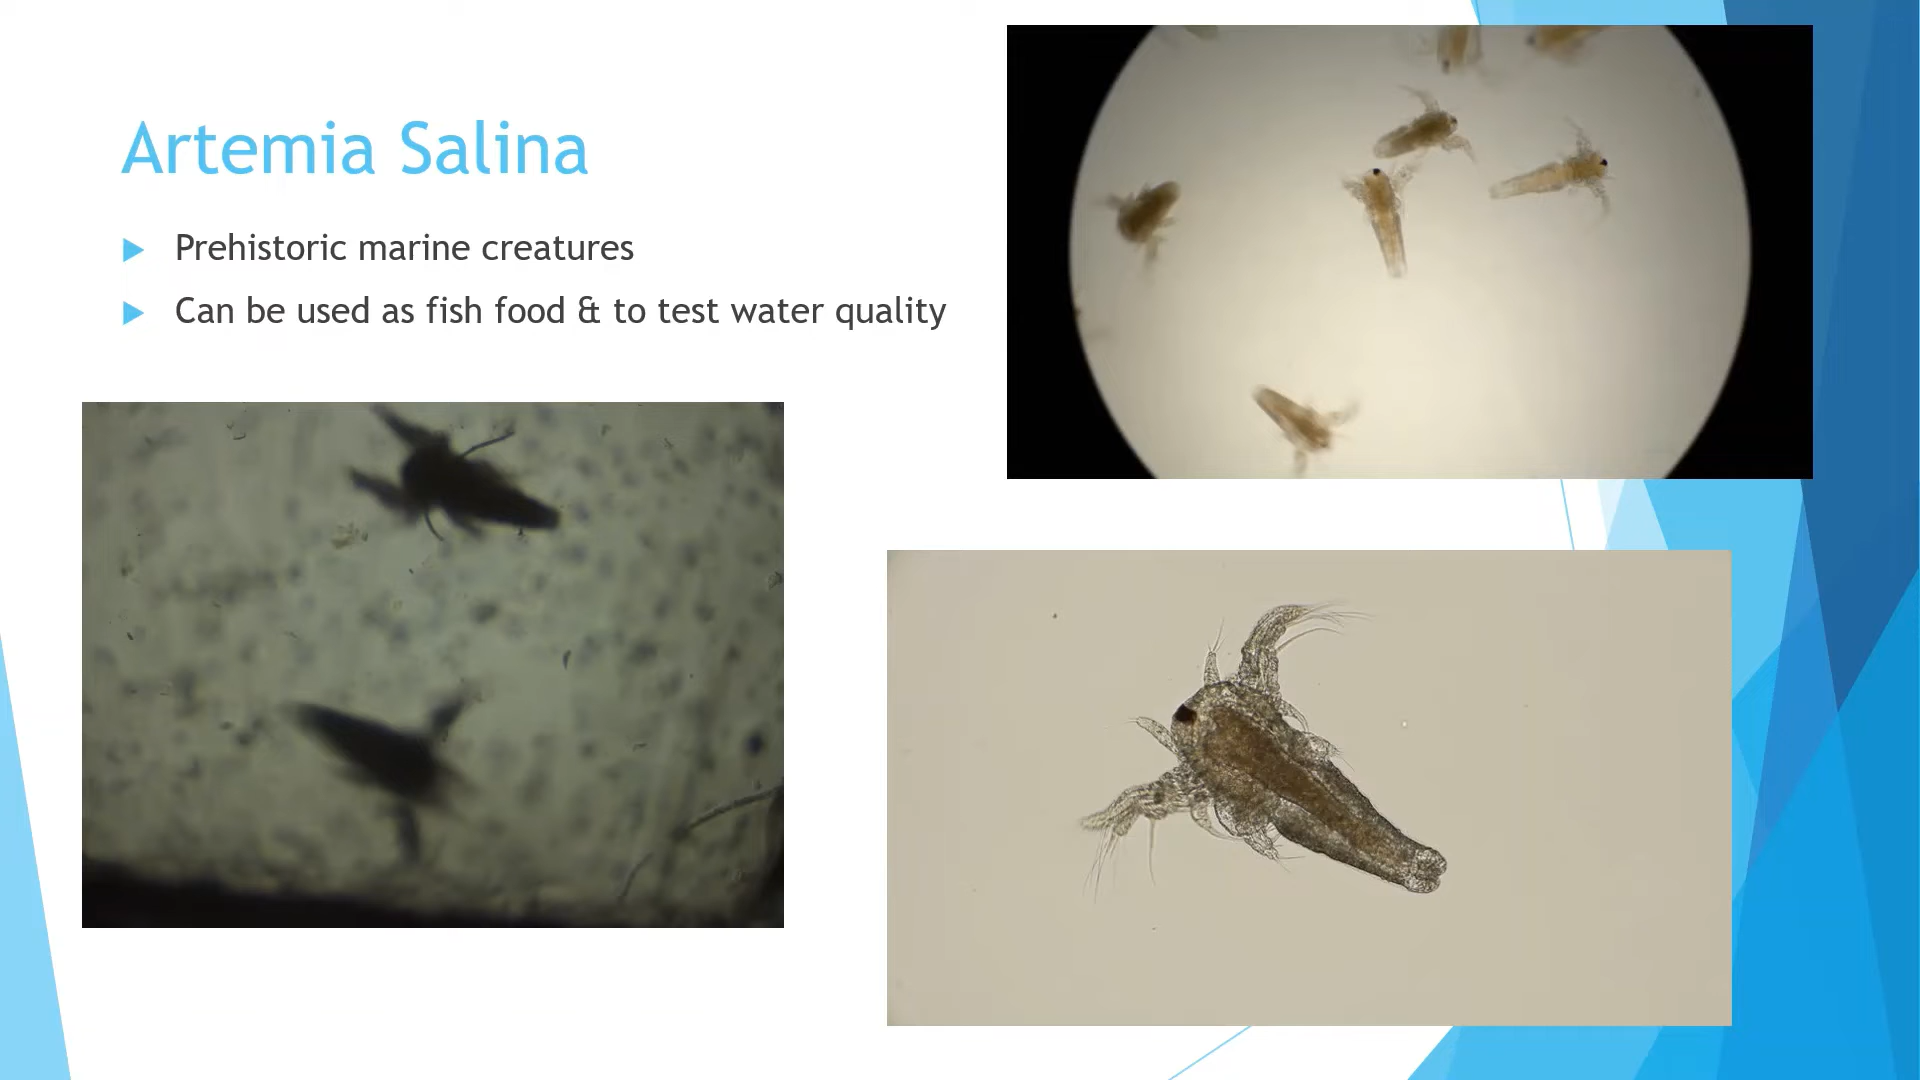 Artemia Salina
Prehistoric marine creatures
Can be used as fish food & to test water quality